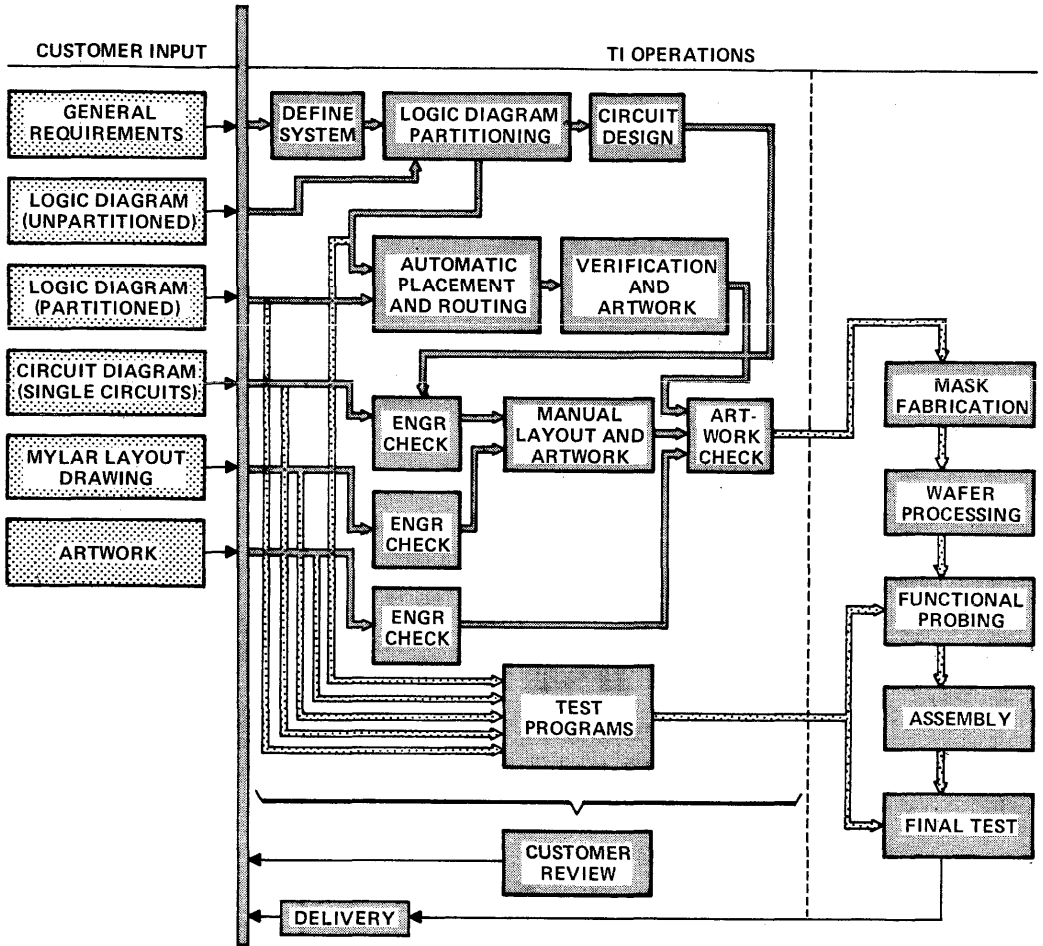 CUSTOMER INPUT
TI OPERATIONS
GENERAL
REQUIREMENTS
DEFINE
SYSTEM
LOGIC DIAGRAM
PARTITIONING
CIRCUIT
DESIGN
LOGIC DIAGRAM
(UNPARTITIONED)
LOGIC DIAGRAM
(PARTITIONED)
AUTOMATIC
PLACEMENT
AND ROUTING
VERIFICATION
AND
ARTWORK
CIRCUIT DIAGRAM
(SINGLE CIRCUITS)
ENGR
CHECK
MANUAL
LAYOUT AND
ARTWORK
ART-
WORK
CHECK
MASK
FABRICATION
MYLAR LAYOUT
DRAWING
ENGR
CHECK
WAFER
PROCESSING
ARTWORK
ENGR
CHECK
FUNCTIONAL
PROBING
TEST
PROGRAMS
ASSEMBLY
FINAL TEST
CUSTOMER
REVIEW
DELIVERY